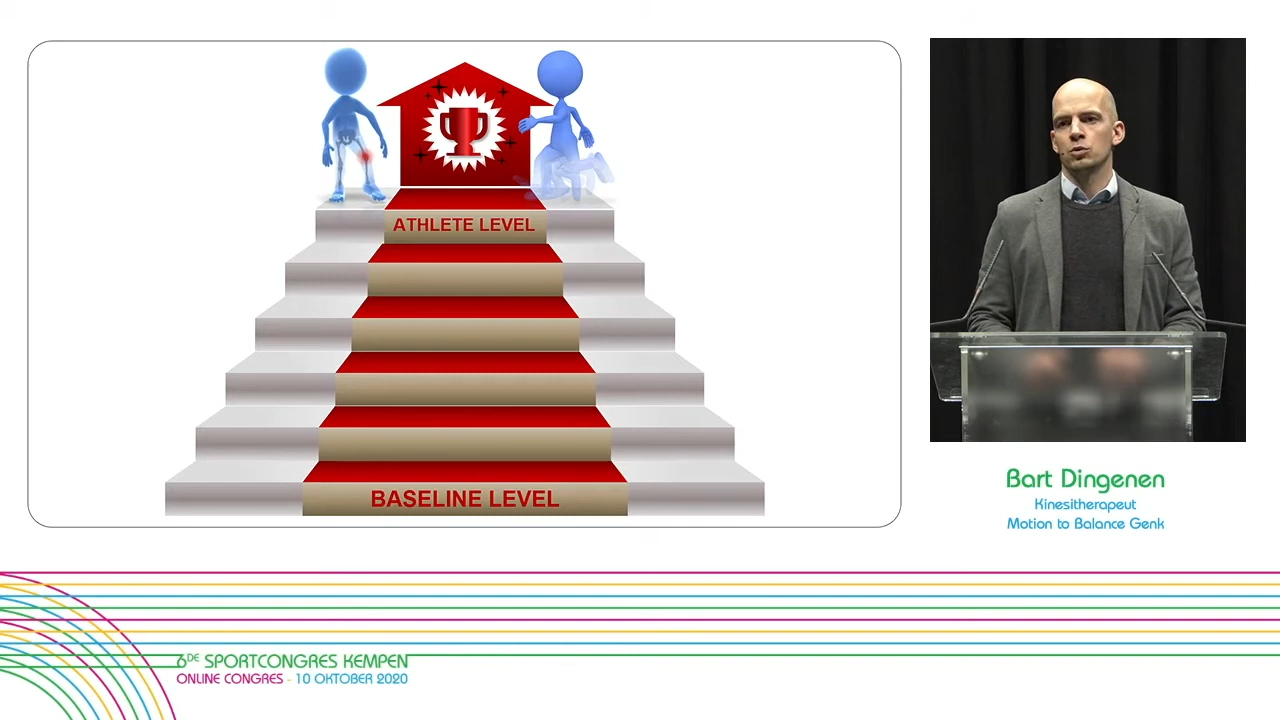 ATHLETE LEVEL
BASELINE LEVEL
Bart Dingenen
Kinesitherapeut
Motion to Balance Genk
6DE SPORTCONGRES KEMPEN
ONLINE CONGRES - 10 OKTOBER 2020